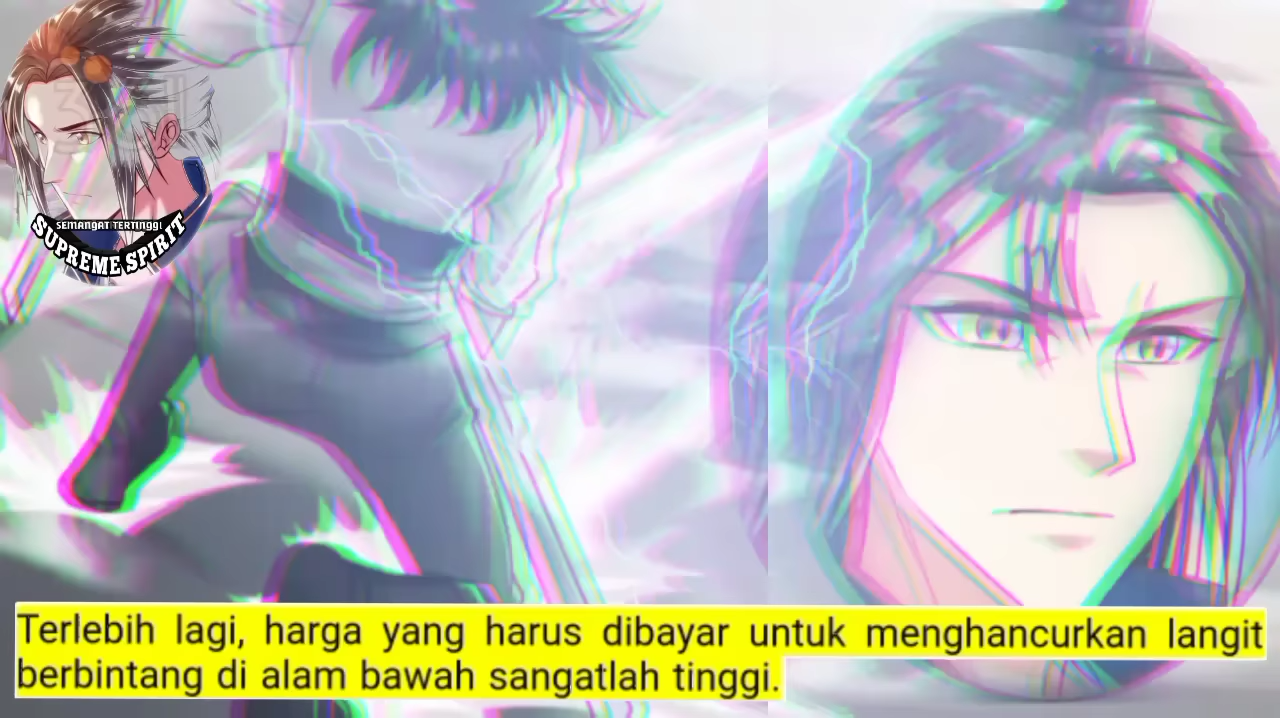 SEMANGAT TERTINGGI
SUPREME SPIRIT
Terlebih lagi, harga yang harus dibayar untuk menghancurkan langit
berbintang di alam bawah sangatlah tinggi.